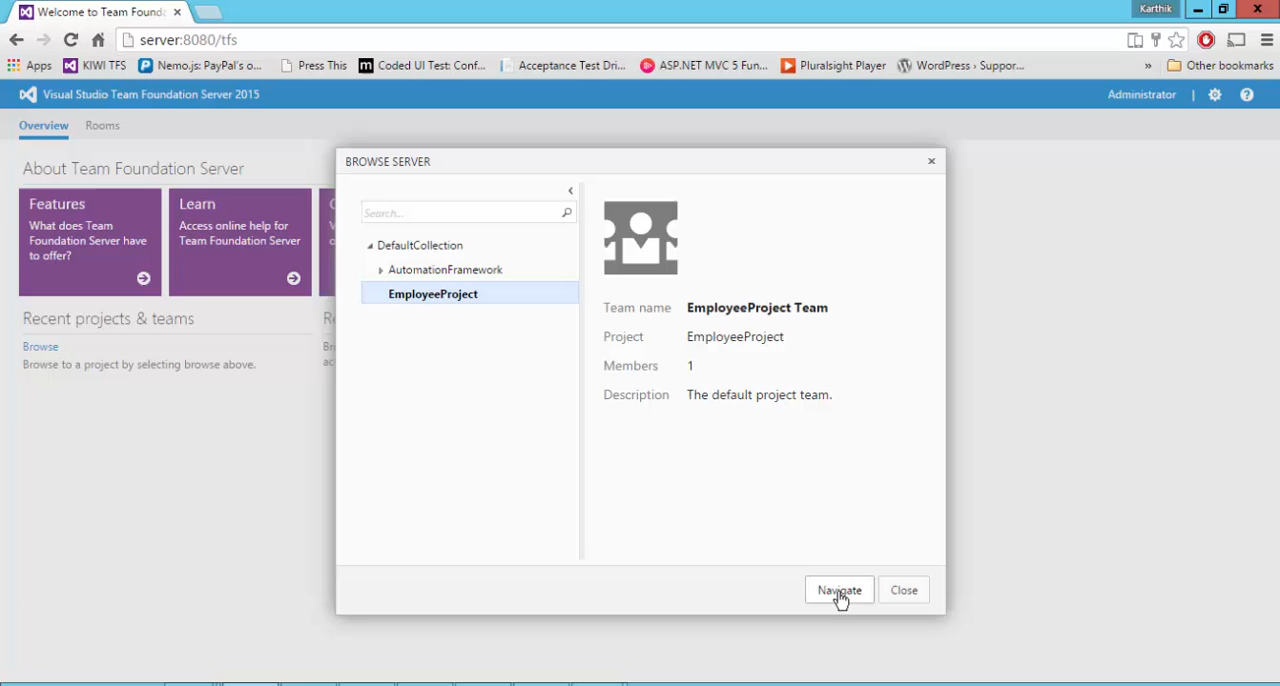 Welcome to Team Founda
Karthik
server:8080/tfs
Apps
KIWI TFS
Nemo.js: PayPal's o...
Press This
Coded UI Test: Conf...
Acceptance Test Dri...
ASP.NET MVC 5 Fun...
Pluralsight Player
WordPress › Suppor...
»
Other bookmarks
Visual Studio Team Foundation Server 2015
Administrator
|
Overview
Rooms
About Team Foundation Server
Features
What does Team
Foundation Server have
to offer?
Learn
Access online help for
Team Foundation Server
Recent projects & teams
Browse
Browse to a project by selecting browse above.
BROWSE SERVER
Search...
DefaultCollection
AutomationFramework
EmployeeProject
Team name EmployeeProject Team
Project EmployeeProject
Members 1
Description The default project team.
Navigate
Close